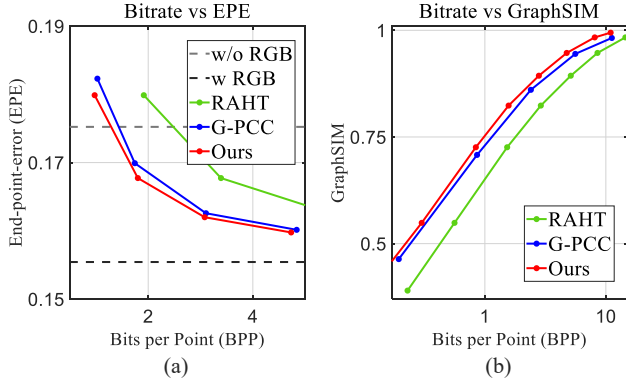 Bitrate vs EPE
0.19
0.17
0.15
End-point-error (EPE)
w/o RGB
w RGB
RAHT
G-PCC
Ours
2
4
Bits per Point (BPP)
(a)
Bitrate vs GraphSIM
1
0.75
0.5
GraphSIM
RAHT
G-PCC
Ours
1
10
Bits per Point (BPP)
(b)